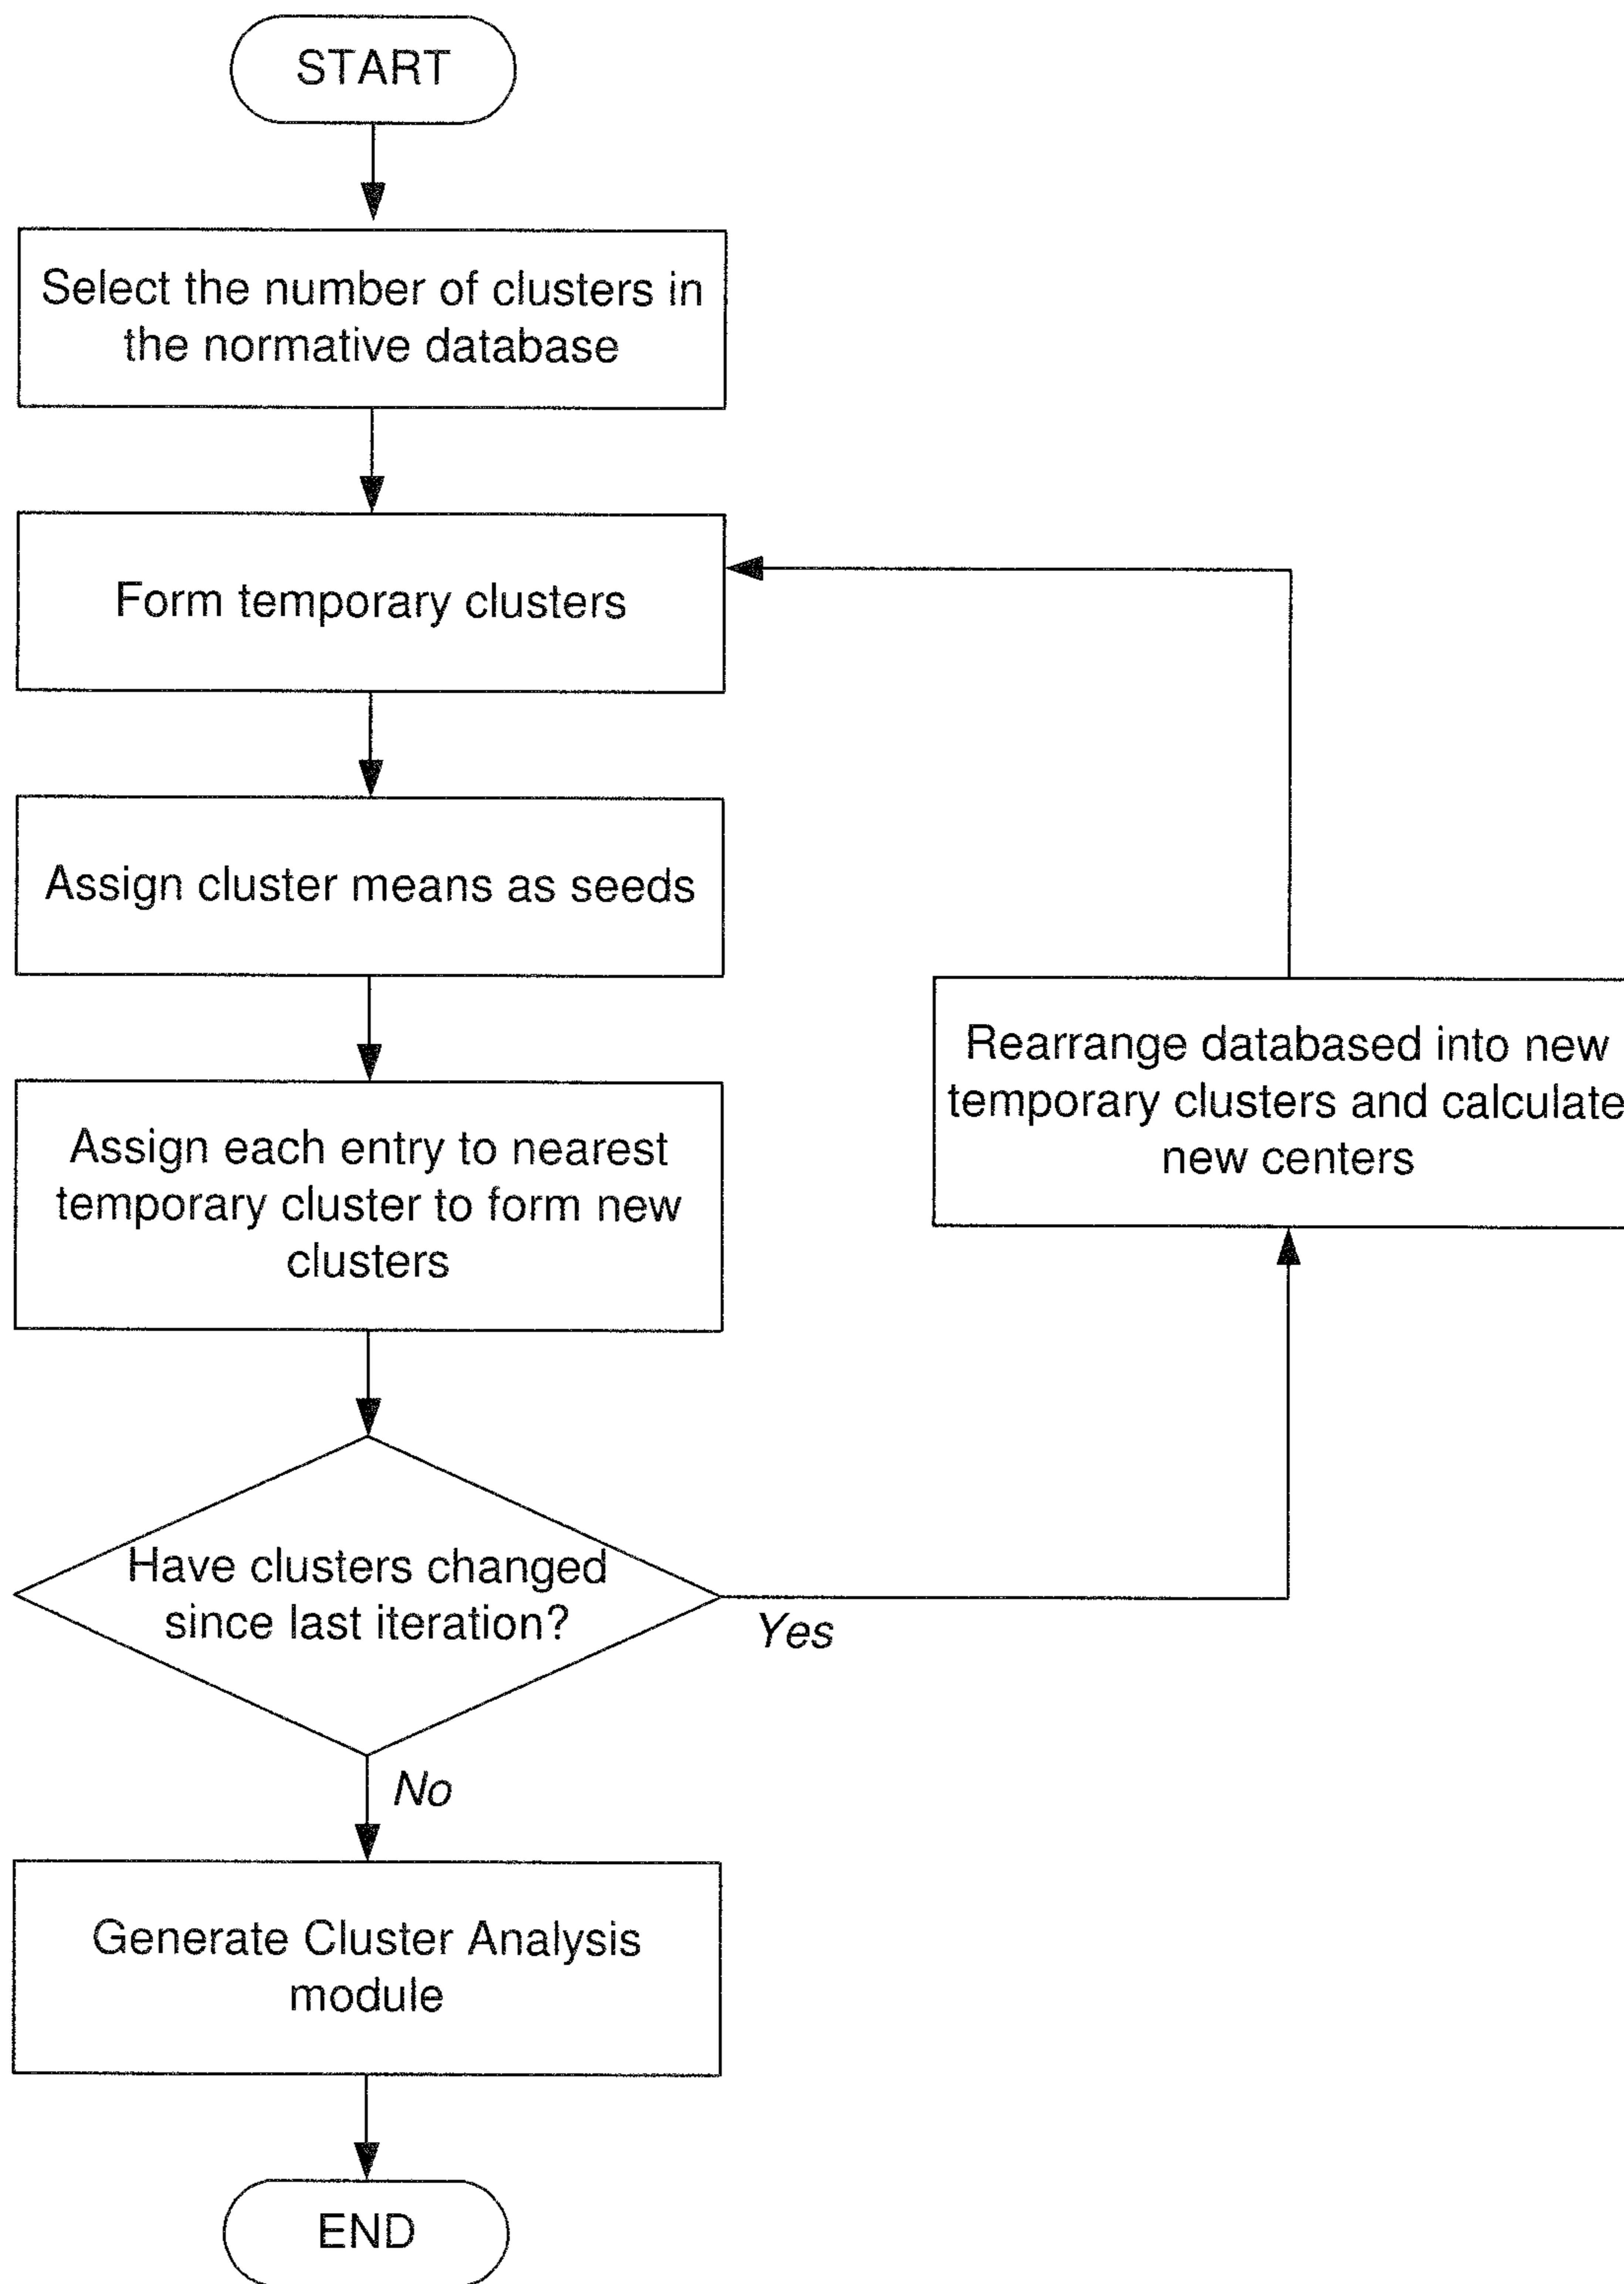 START
Select the number of clusters in
the normative database
Form temporary clusters
Assign cluster means as seeds
Assign each entry to nearest
temporary cluster to form new
clusters
Rearrange databased into new
temporary clusters and calculate
new centers
Have clusters changed
since last iteration?
Yes
No
Generate Cluster Analysis
module
END